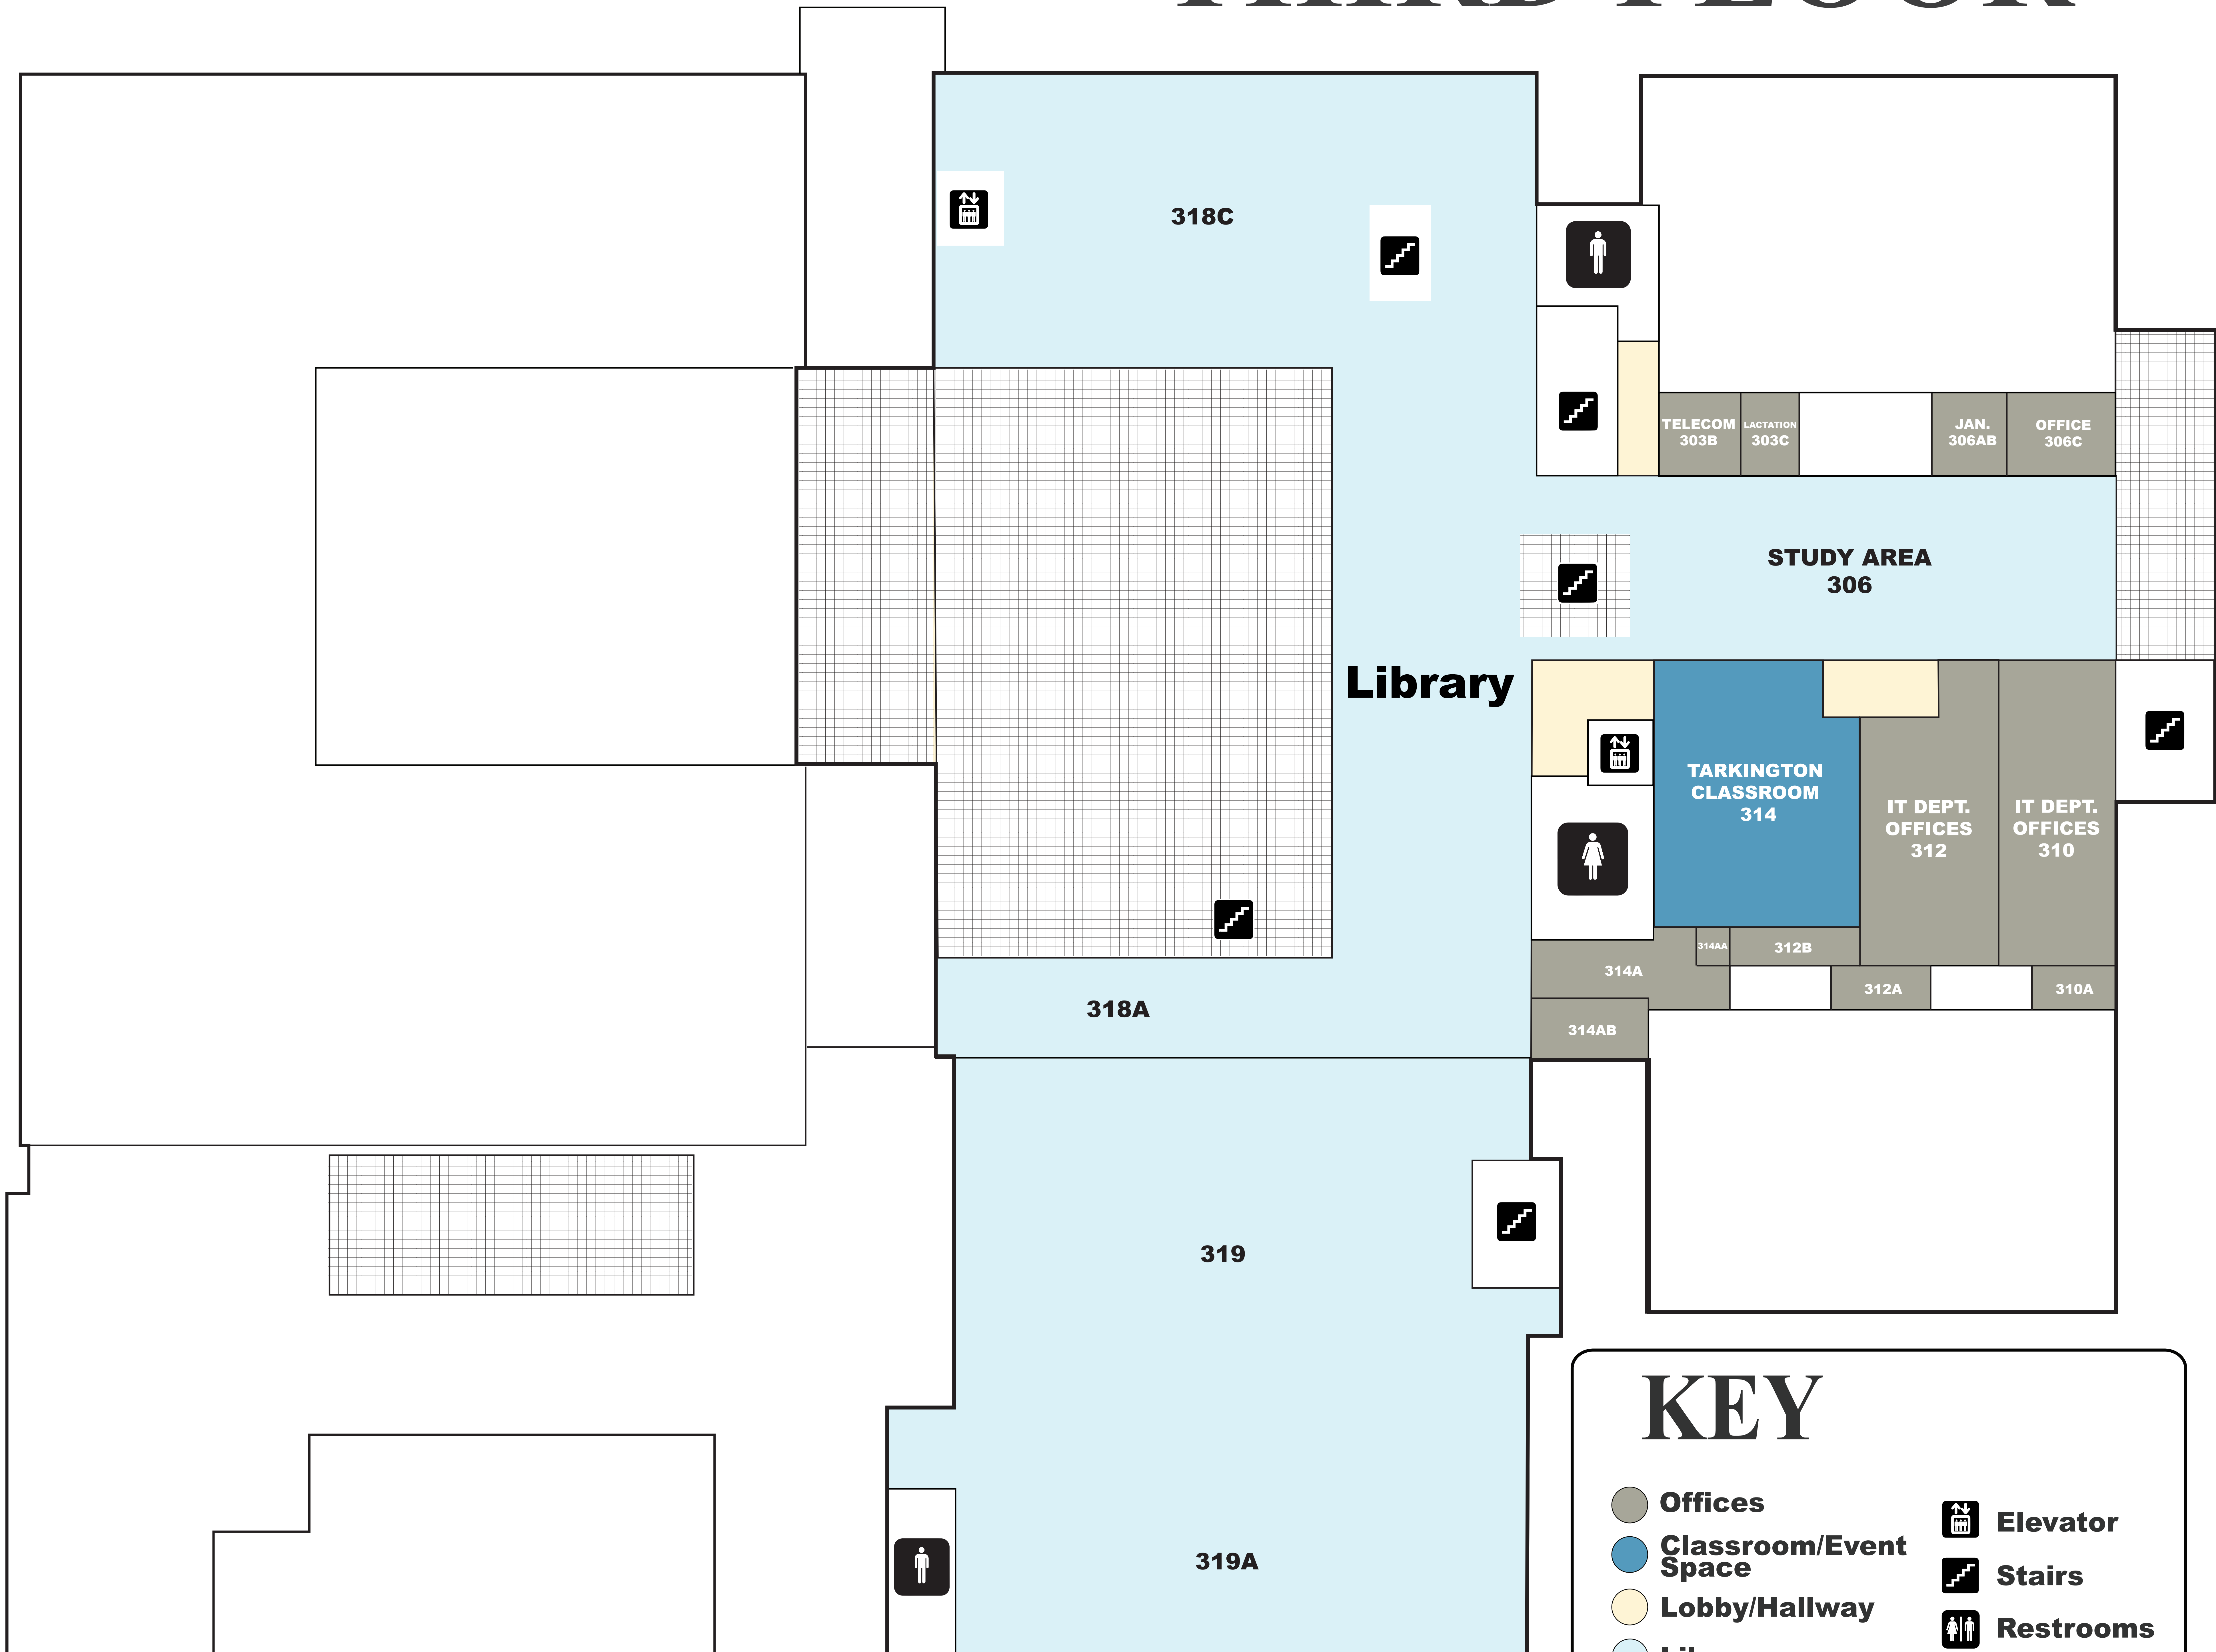 318C
TELECOM
303B
LACTATION
303C
JAN.
306AB
OFFICE
306C
STUDY AREA
306
Library
TARKINGTON
CLASSROOM
314
IT DEPT.
OFFICES
312
IT DEPT.
OFFICES
310
314AA
312B
314A
312A
310A
318A
314AB
319
319A
KEY
Offices
Classroom/Event
Space
Lobby/Hallway
Elevator
Stairs
Restrooms